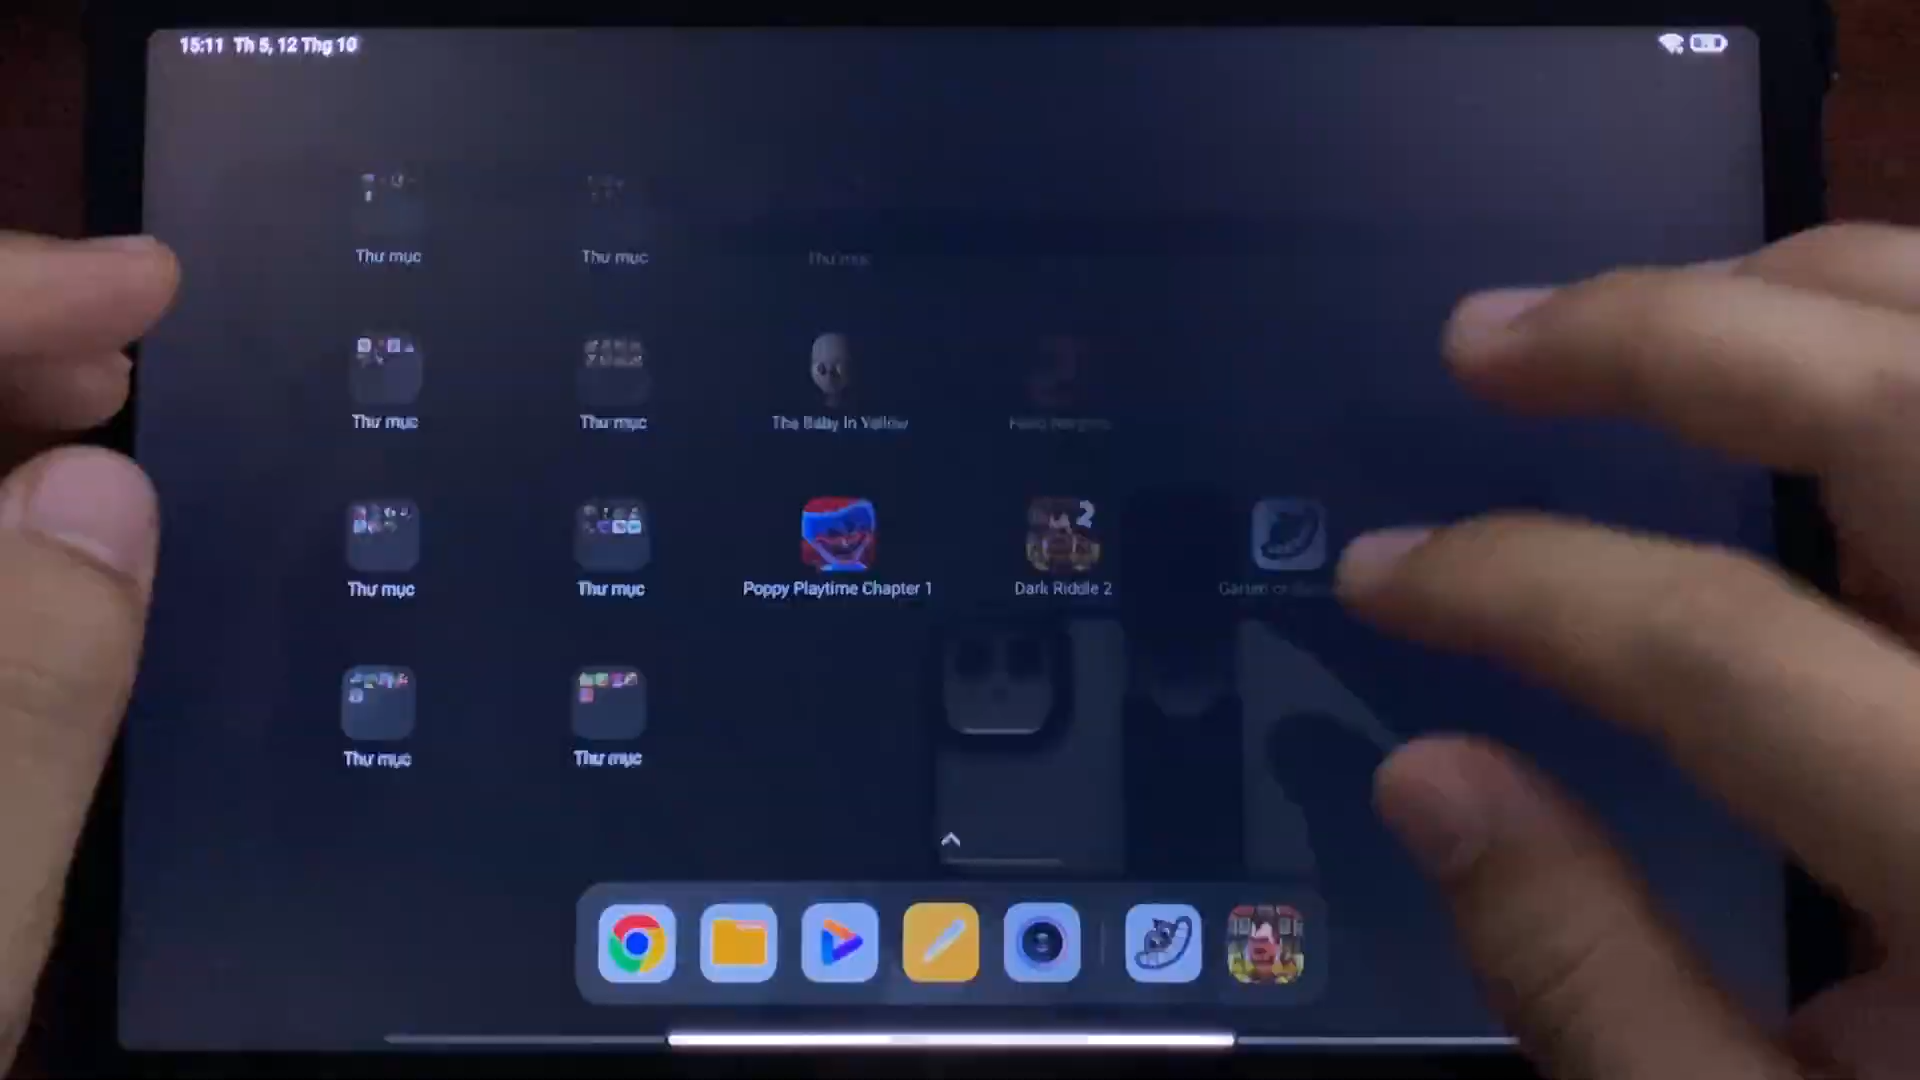 15:11 Th 5, 12 Thg 10
Thư mục
Thư mục
Thư mục
Thư mục
Thư mục
The Baby In Yellow
Thư mục
Thư mục
Poppy Playtime Chapter 1
Dark Riddle 2
2
Thư mục
Thư mục